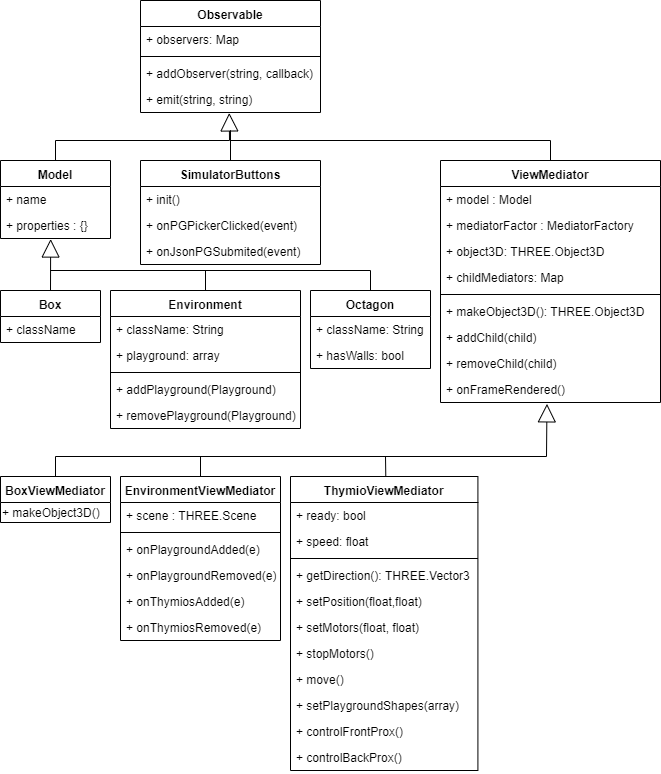 Observable
+ observers: Map
+ addObserver(string, callback)
+ emit(string, string)
Model
+ name
+ properties : {}
SimulatorButtons
+ init()
+ onPGPickerClicked(event)
+ onJsonPGSubmited(event)
ViewMediator
+ model : Model
+ mediatorFactor : MediatorFactory
+ object3D: THREE.Object3D
+ childMediators: Map
+ makeObject3D(): THREE.Object3D
+ addChild(child)
+ removeChild(child)
+ onFrameRendered()
Box
+ className
Environment
+ className: String
+ playground: array
+ addPlayground(Playground)
+ removePlayground(Playground)
Octagon
+ className: String
+ hasWalls: bool
BoxViewMediator
+ makeObject3D()
EnvironmentViewMediator
+ scene : THREE.Scene
+ onPlaygroundAdded(e)
+ onPlaygroundRemoved(e)
+ onThymiosAdded(e)
+ onThymiosRemoved(e)
ThymioViewMediator
+ ready: bool
+ speed: float
+ getDirection(): THREE.Vector3
+ setPosition(float,float)
+ setMotors(float, float)
+ stopMotors()
+ move()
+ setPlaygroundShapes(array)
+ controlFrontProx()
+ controlBackProx()